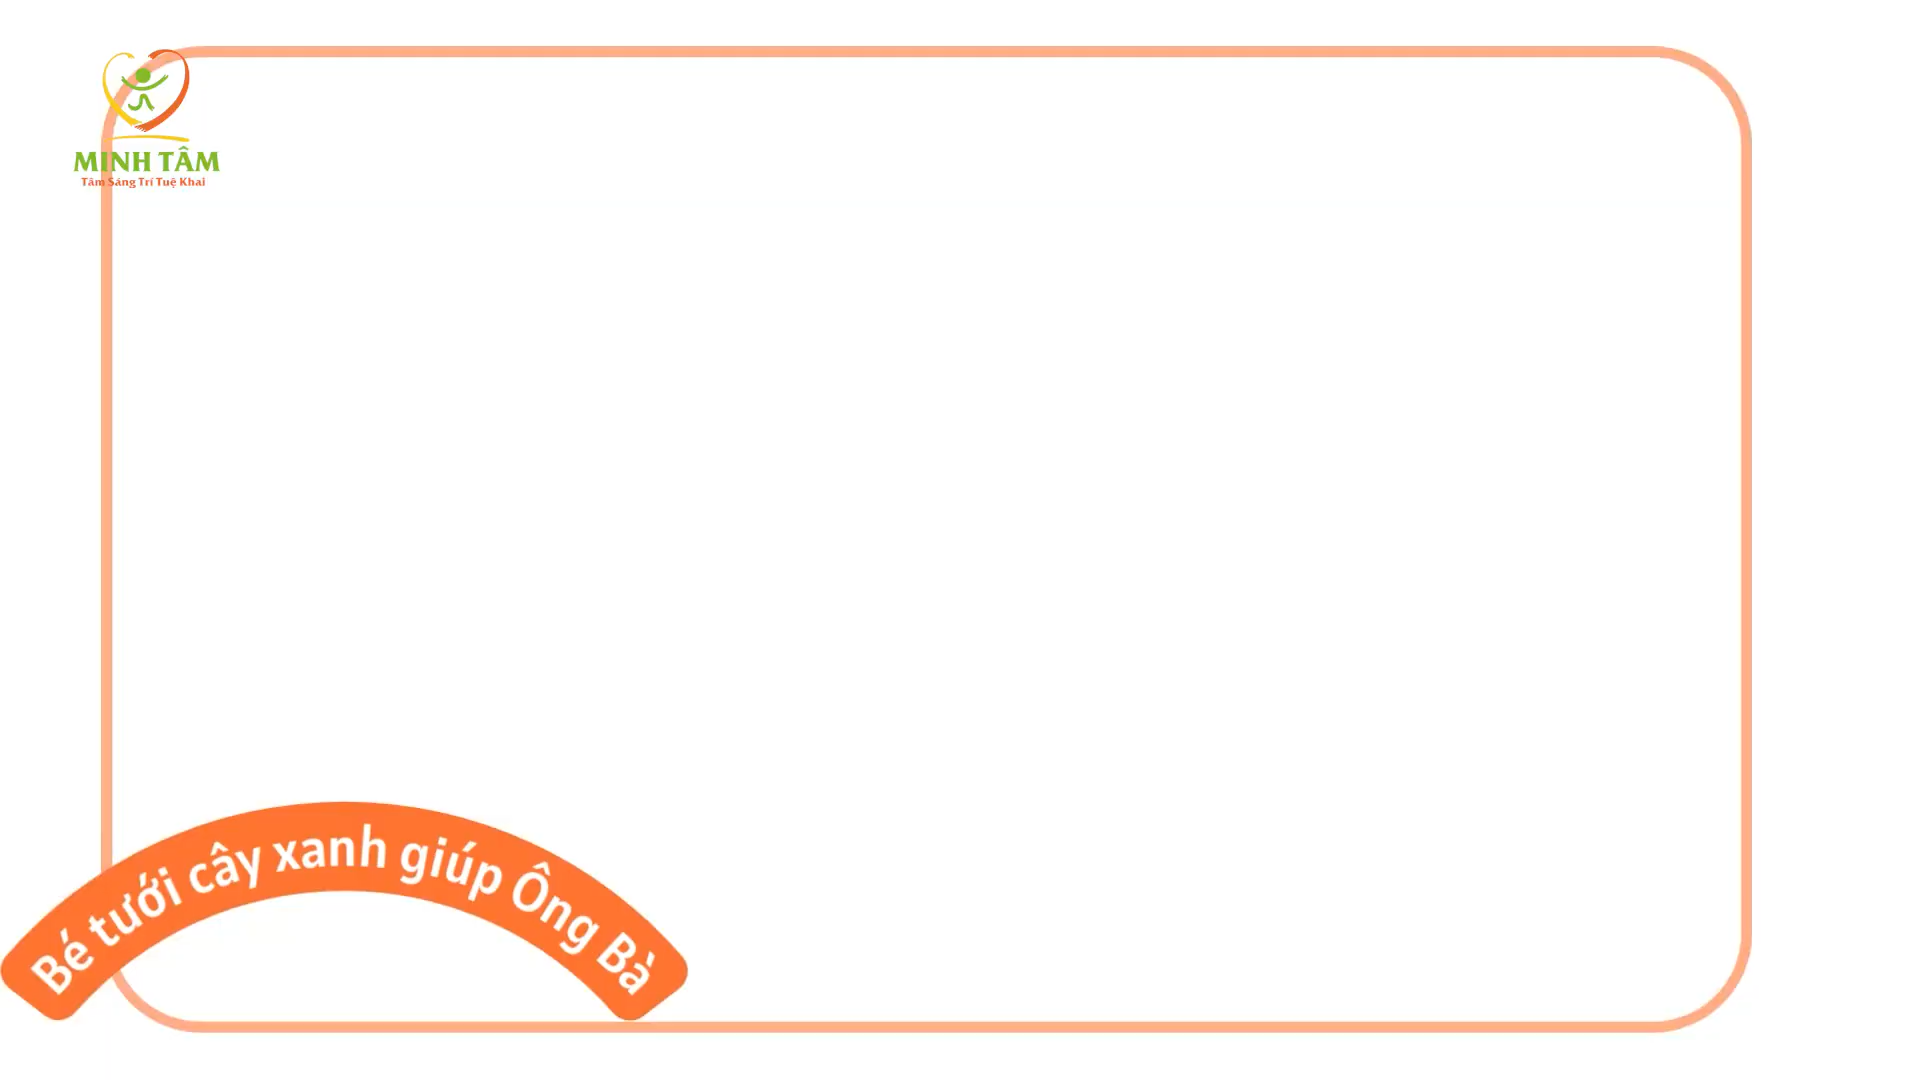 MINH TÂM
Tâm Sáng Trí Tuệ Khai
Bé tưới cây xanh giúp Ông Bà